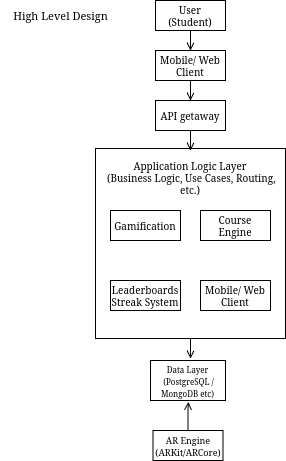 High Level Design
User
(Student)
Mobile/ Web
Client
API getaway
Application Logic Layer
(Business Logic, Use Cases, Routing,
etc.)
Gamification
Course
Engine
Leaderboards
Streak System
Mobile/ Web
Client
Data Layer
(PostgreSQL /
MongoDB etc)
AR Engine
(ARKit/ARCore)